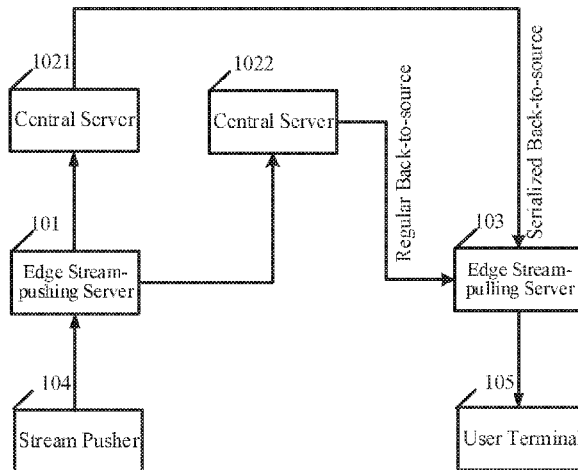 1021
Central Server
1022
Central Server
Regular Back-to-source
Serialized Back-to-source
101
Edge Stream-
pushing Server
103
Edge Stream-
pulling Server
104
Stream Pusher
105
User Terminal